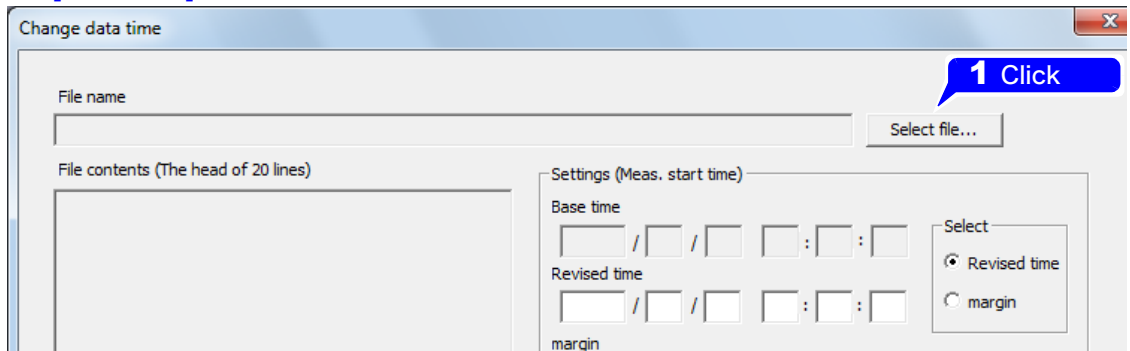 Change data time
1 Click
File name
Select file...
File contents (The head of 20 lines)
Settings (Meas. start time)
Base time
/ / : :
Select
Revised time
Revised time
/ / : :
margin
margin